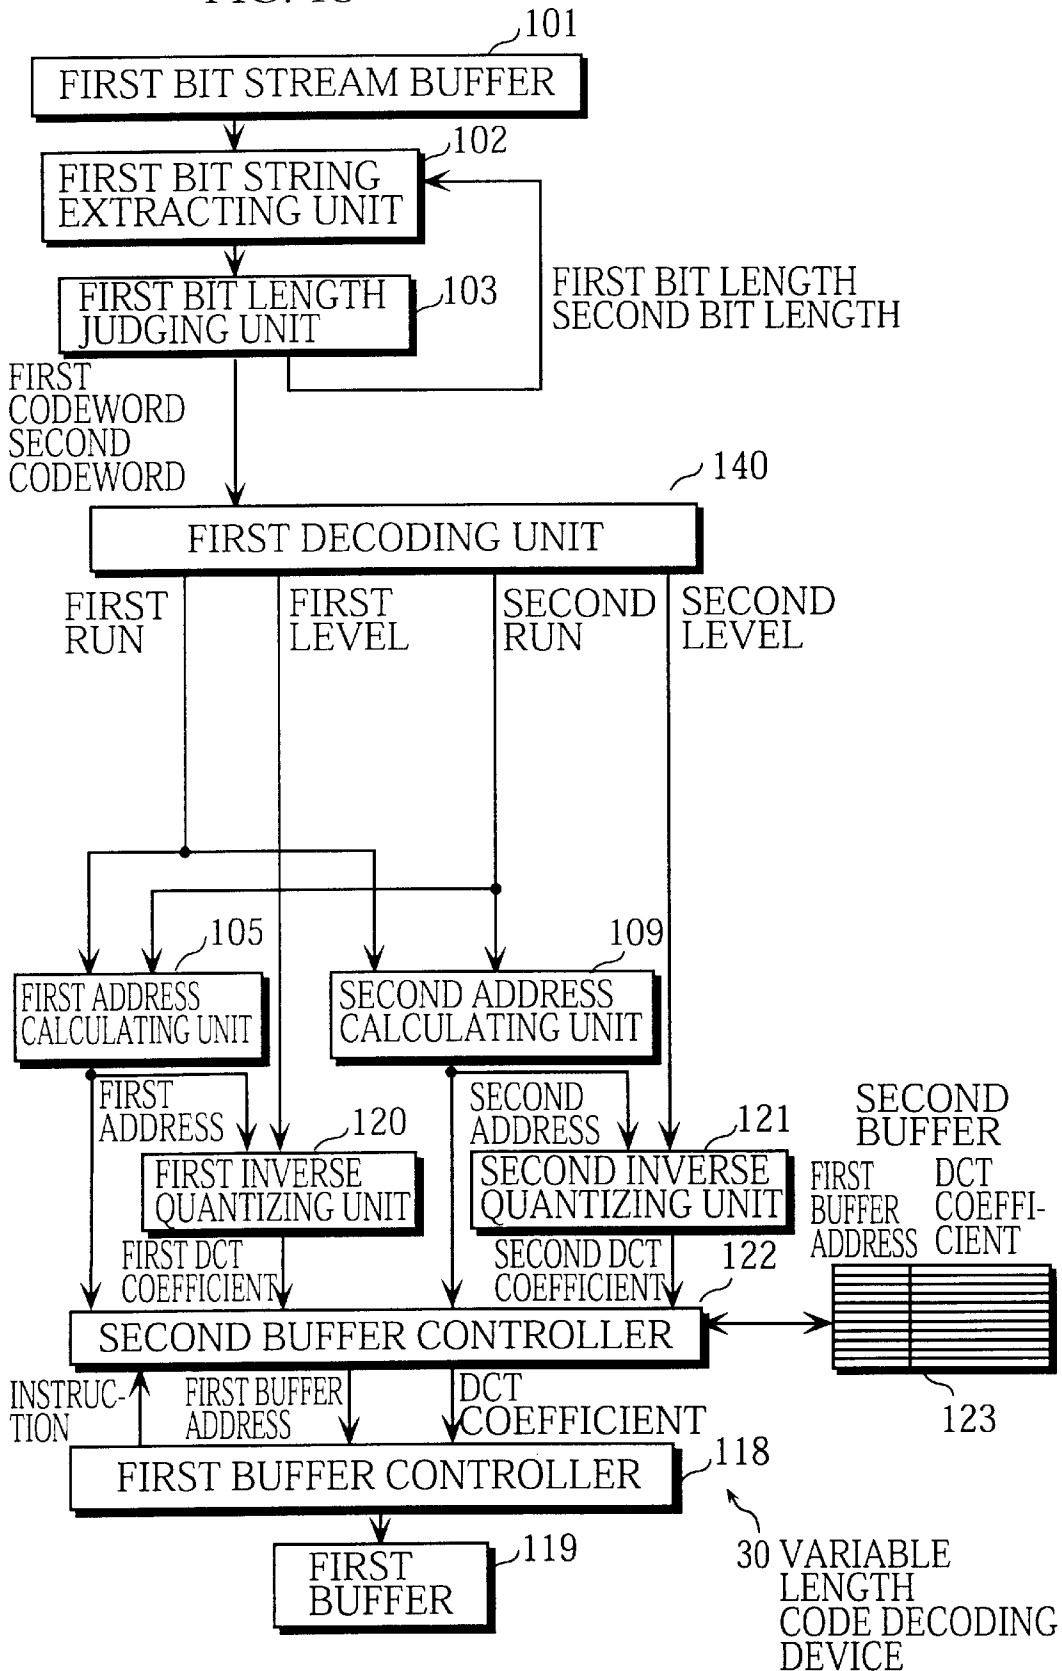 101
FIRST BIT STREAM BUFFER
102
FIRST BIT STRING
EXTRACTING UNIT
FIRST BIT LENGTH
JUDGING UNIT
103
FIRST BIT LENGTH
SECOND BIT LENGTH
FIRST
CODEWORD
SECOND
CODEWORD
140
FIRST DECODING UNIT
FIRST
RUN
FIRST
LEVEL
SECOND
RUN
SECOND
LEVEL
105
FIRST ADDRESS
CALCULATING UNIT
109
SECOND ADDRESS
CALCULATING UNIT
FIRST
ADDRESS
SECOND
ADDRESS
120
FIRST INVERSE
QUANTIZING UNIT
121
SECOND INVERSE
QUANTIZING UNIT
SECOND
BUFFER
FIRST
BUFFER
ADDRESS
DCT
COEFFI-
CIENT
FIRST DCT
COEFFICIENT
SECOND DCT
COEFFICIENT
122
SECOND BUFFER CONTROLLER
123
INSTRUC-
TION
FIRST BUFFER
ADDRESS
DCT
COEFFICIENT
FIRST BUFFER CONTROLLER
118
FIRST
BUFFER
119
30 VARIABLE
LENGTH
CODE DECODING
DEVICE